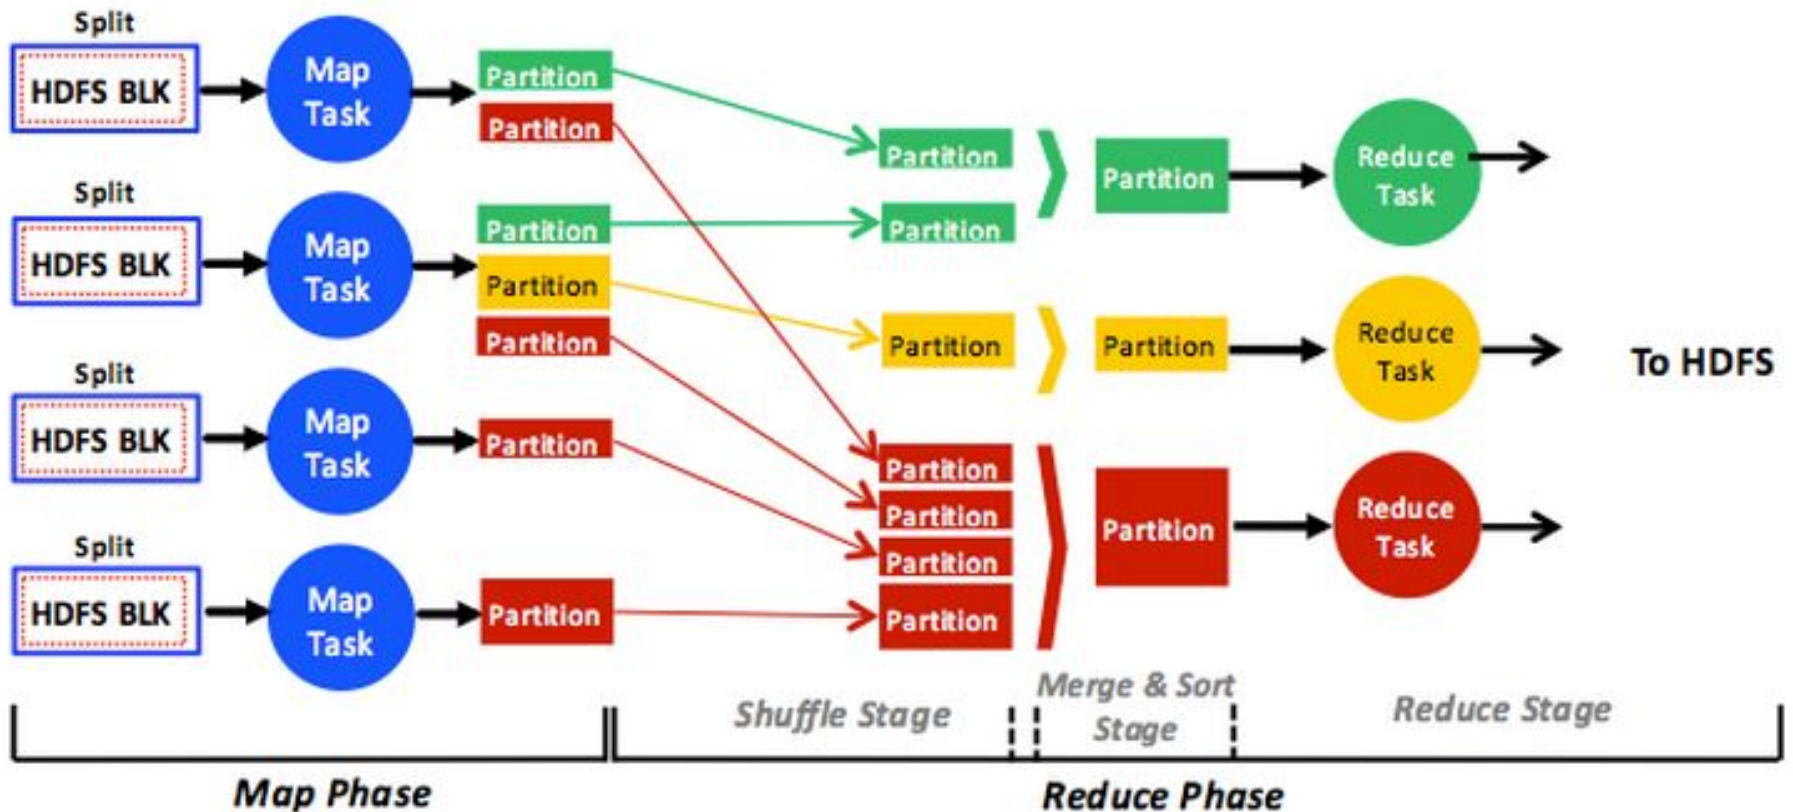 Split
HDFS BLK
Map
Task
Partition
Partition
Split
HDFS BLK
Map
Task
Partition
Partition
Partition
Split
HDFS BLK
Map
Task
Partition
Split
HDFS BLK
Map
Task
Partition
Partition
Partition
Partition
Partition
Partition
Partition
Partition
Partition
Partition
Partition
Reduce
Task
Reduce
Task
Reduce
Task
To HDFS
Shuffle Stage
Merge & Sort
Stage
Reduce Stage
Map Phase
Reduce Phase